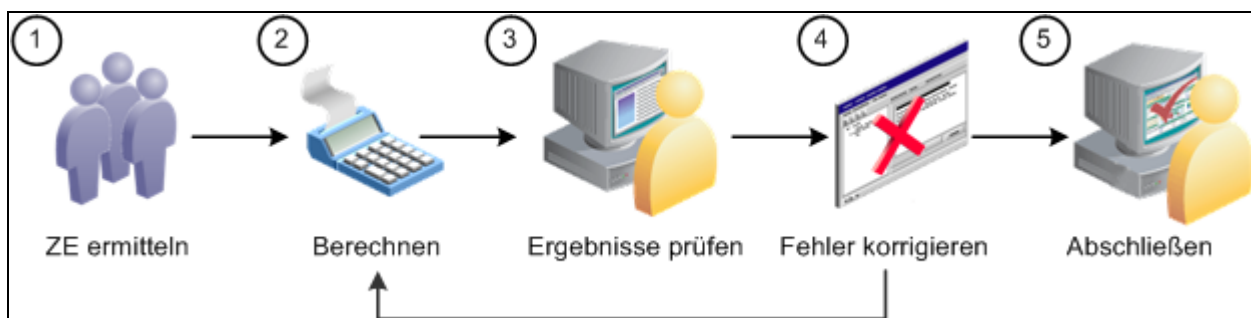 1
2
3
4
5
ZE ermitteln
Berechnen
Ergebnisse prüfen
Fehler korrigieren
Abschließen